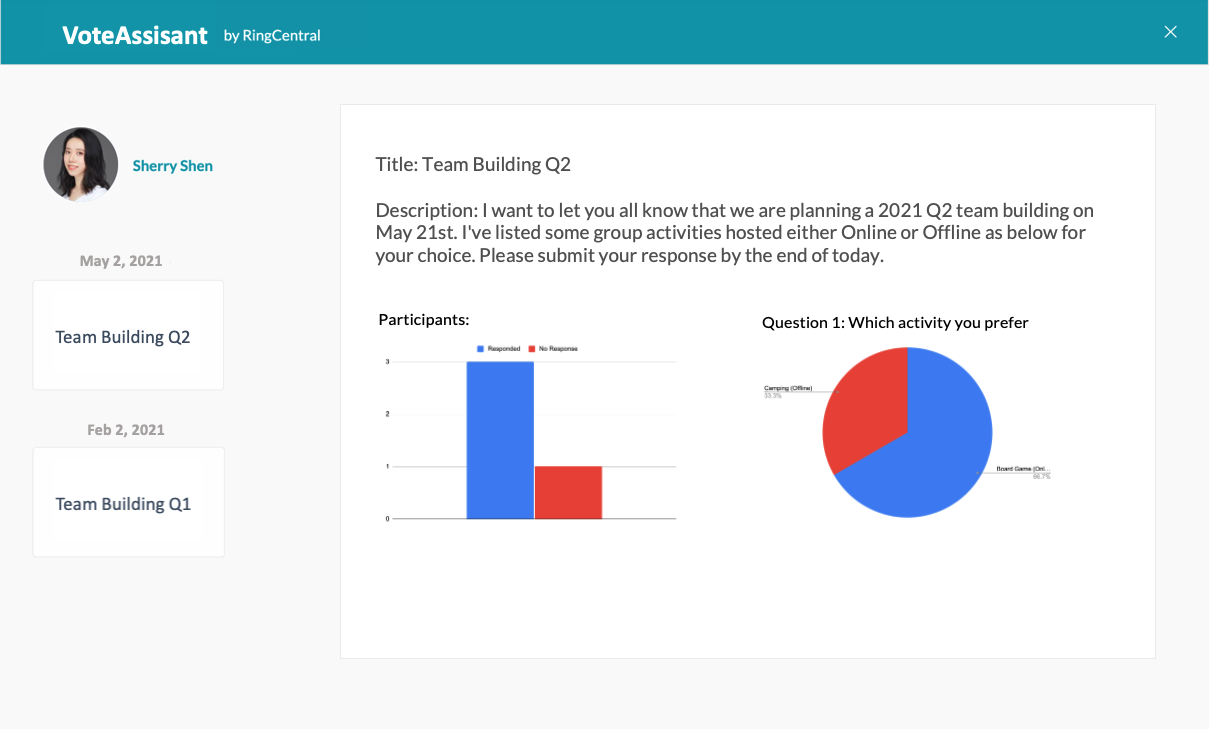 VoteAssisant by RingCentral
Sherry Shen
May 2, 2021
Team Building Q2
Feb 2, 2021
Team Building Q1
Title: Team Building Q2
Description: I want to let you all know that we are planning a 2021 Q2 team building on
May 21st. I've listed some group activities hosted either Online or Offline as below for
your choice. Please submit your response by the end of today.
Participants:
Responded No Response
3
2
1
0
Question 1: Which activity you prefer
Camping (Offline)
33.3%
Board Game (Onl...
66.7%